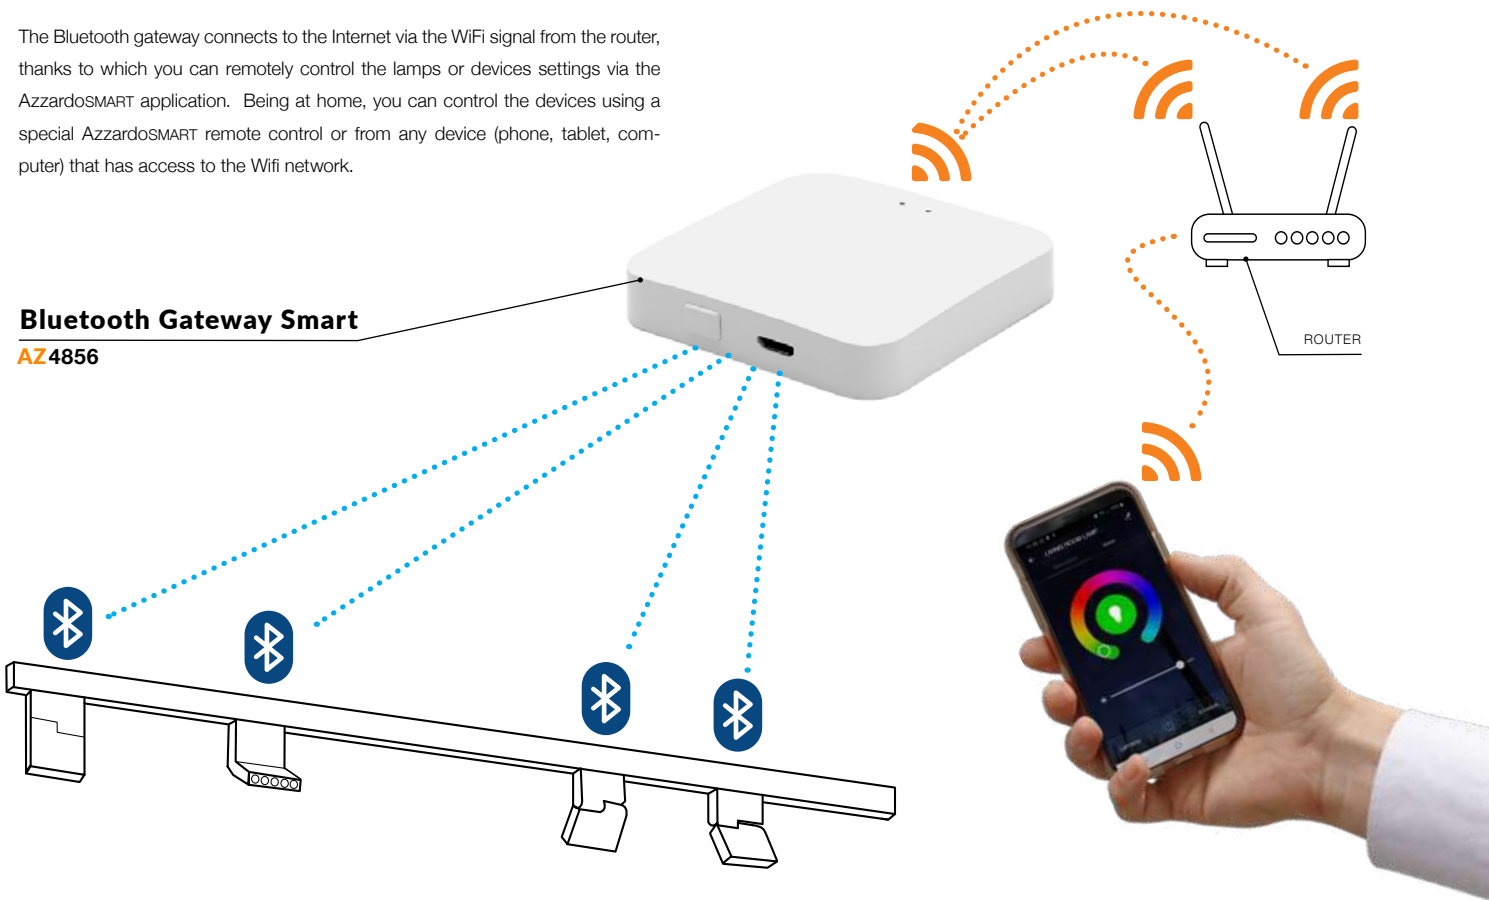 The Bluetooth gateway connects to the Internet via the WiFi signal from the router,
thanks to which you can remotely control the lamps or devices settings via the
AzzardoSMART application. Being at home, you can control the devices using a
special AzzardoSMART remote control or from any device (phone, tablet, com-
puter) that has access to the Wifi network.
Bluetooth Gateway Smart
AZ4856
ROUTER
LIVING ROOM LAMP